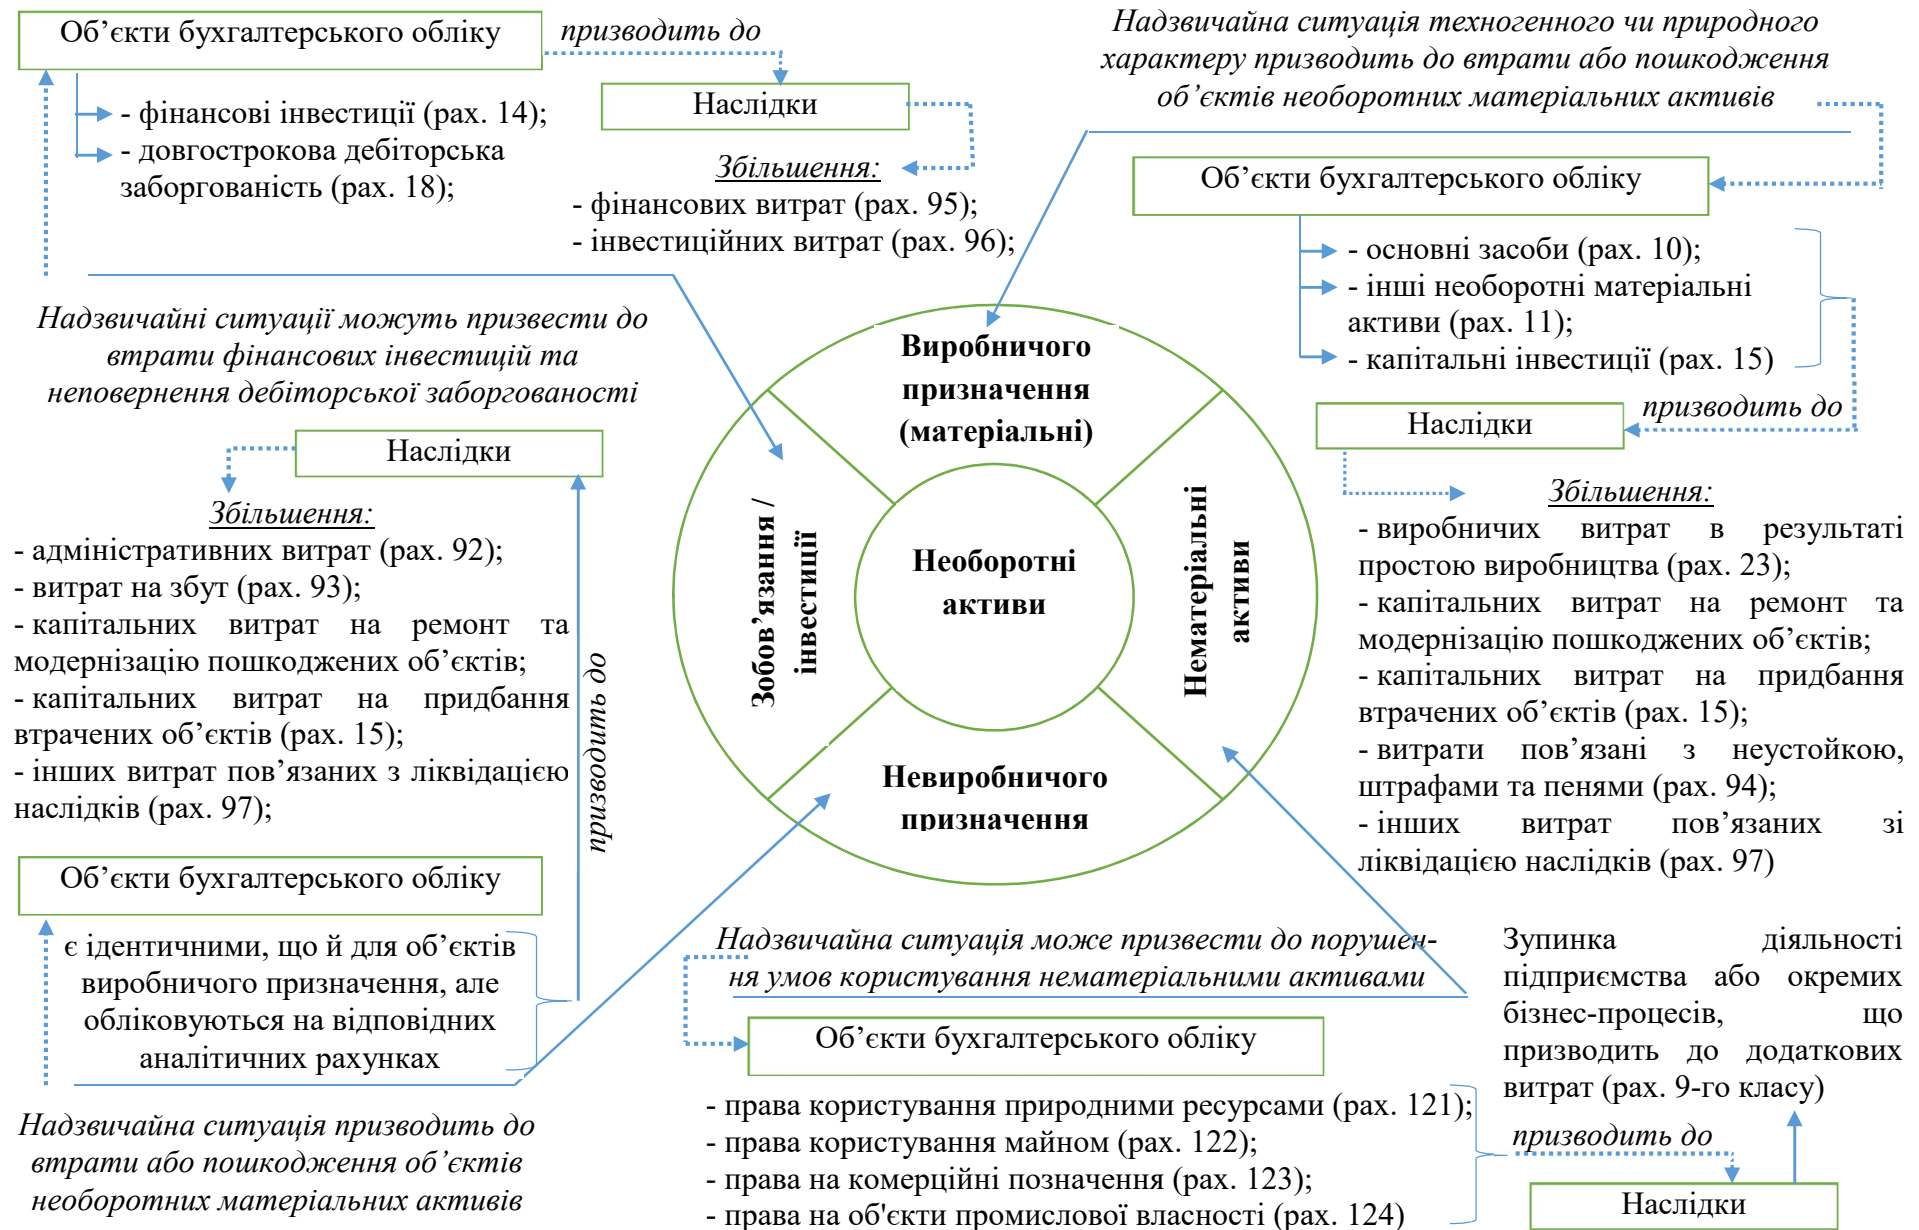 Об’єкти бухгалтерського обліку
призводить до
- фінансові інвестиції (рах. 14);
- довгострокова дебіторська
заборгованість (рах. 18);
Наслідки
Збільшення:
- фінансових витрат (рах. 95);
- інвестиційних витрат (рах. 96);
Надзвичайні ситуації можуть призвести до
втрати фінансових інвестицій та
неповернення дебіторської заборгованості
Надзвичайна ситуація техногенного чи природного
характеру призводить до втрати або пошкодження
об’єктів необоротних матеріальних активів
Об’єкти бухгалтерського обліку
- основні засоби (рах. 10);
- інші необоротні матеріальні
активи (рах. 11);
- капітальні інвестиції (рах. 15)
призводить до
Наслідки
Збільшення:
- виробничих витрат в результаті
простою виробництва (рах. 23);
- капітальних витрат на ремонт та
модернізацію пошкоджених об’єктів;
- капітальних витрат на придбання
втрачених об’єктів (рах. 15);
- витрати пов’язані з неустойкою,
штрафами та пенями (рах. 94);
- інших витрат пов’язаних зі
ліквідацією наслідків (рах. 97)
Виробничого
призначення
(матеріальні)
Зобов’язання /
інвестиції
Необоротні
активи
Нематеріальні
активи
Невиробничого
призначення
Наслідки
Збільшення:
- адміністративних витрат (рах. 92);
- витрат на збут (рах. 93);
- капітальних витрат на ремонт та
модернізацію пошкоджених об’єктів;
- капітальних витрат на придбання
втрачених об’єктів (рах. 15);
- інших витрат пов’язаних з ліквідацією
наслідків (рах. 97);
призводить до
Об’єкти бухгалтерського обліку
є ідентичними, що й для об’єктів
виробничого призначення, але
обліковуються на відповідних
аналітичних рахунках
Надзвичайна ситуація призводить до
втрати або пошкодження об’єктів
необоротних матеріальних активів
Надзвичайна ситуація може призвести до порушен-
ня умов користування нематеріальними активами
Об’єкти бухгалтерського обліку
- права користування природними ресурсами (рах. 121);
- права користування майном (рах. 122);
- права на комерційні позначення (рах. 123);
- права на об'єкти промислової власності (рах. 124)
Зупинка діяльності
підприємства або окремих
бізнес-процесів, що
призводить до додаткових
витрат (рах. 9-го класу)
призводить до
Наслідки